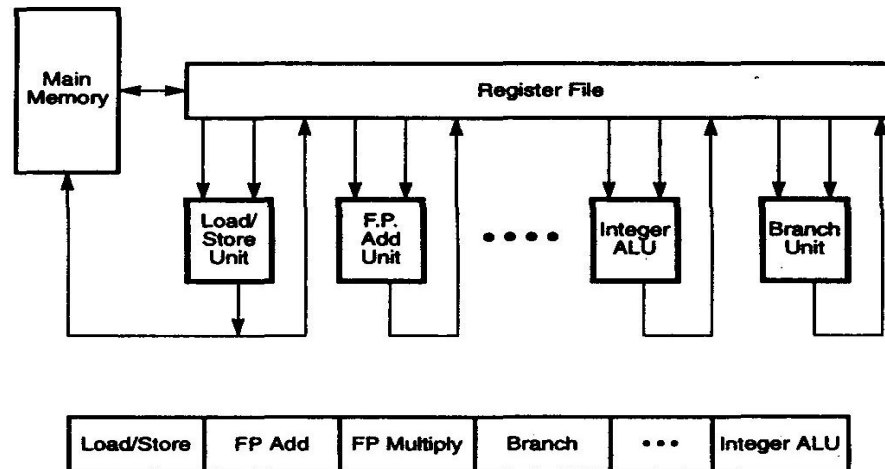 Main
Memory
Register File
Load/
Store
Unit
F.P.
Add
Unit
Integer
ALU
Branch
Unit
Load/Store FP Add FP Multiply Branch ••• Integer ALU